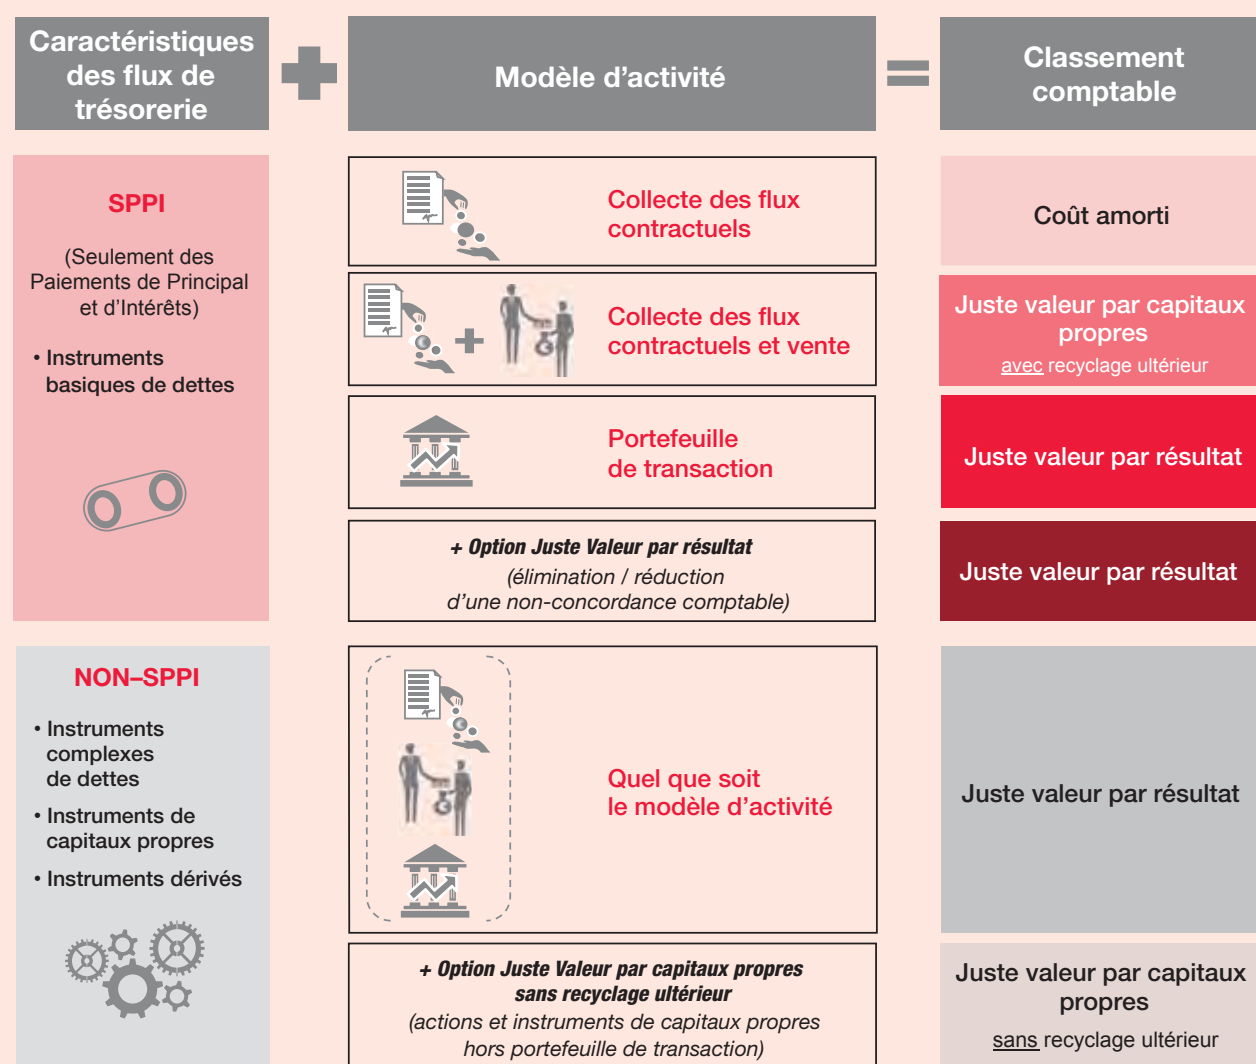 Caractéristiques
des flux de
trésorerie
Modèle d'activité
Classement
comptable
SPPI
(Seulement des
Paiements de Principal
et d'Intérêts)
• Instruments
basiques de dettes
Collecte des flux
contractuels
Coût amorti
Collecte des flux
contractuels et vente
Juste valeur par capitaux
propres
avec recyclage ultérieur
Portefeuille
de transaction
Juste valeur par résultat
+ Option Juste Valeur par résultat
(élimination / réduction
d'une non-concordance comptable)
Juste valeur par résultat
NON–SPPI
• Instruments
complexes
de dettes
• Instruments de
capitaux propres
• Instruments dérivés
Quel que soit
le modèle d'activité
Juste valeur par résultat
+ Option Juste Valeur par capitaux propres
sans recyclage ultérieur
(actions et instruments de capitaux propres
hors portefeuille de transaction)
Juste valeur par capitaux
propres
sans recyclage ultérieur